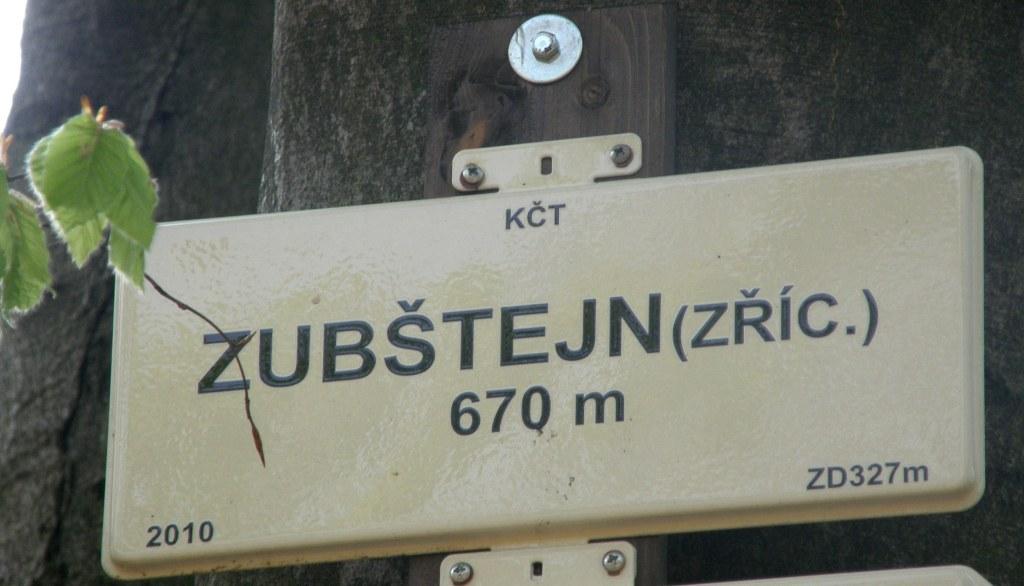 KČT
ZUBŠTEJN (ZŘÍC.)
670 m
ZD327m
2010